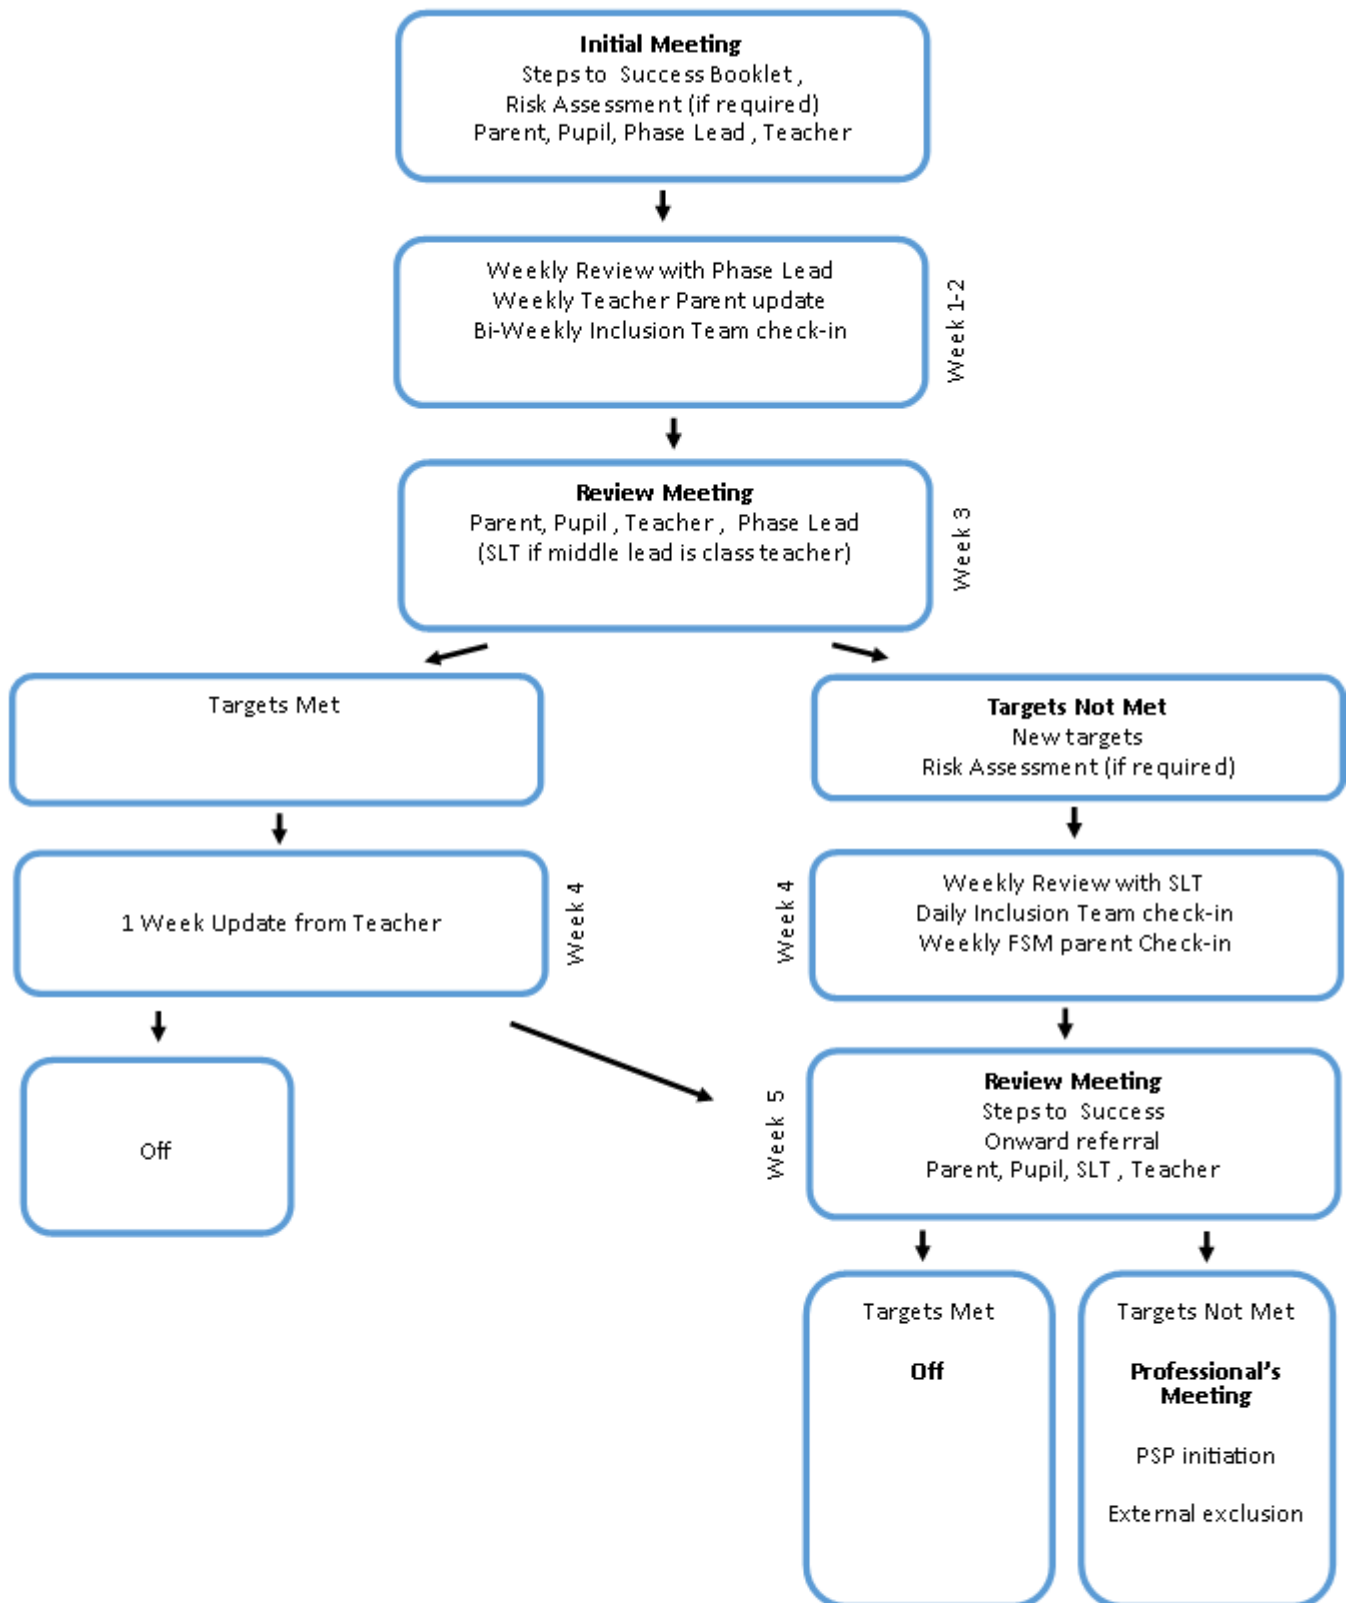 Initial Meeting
Steps to Success Booklet ,
Risk Assessment (if required)
Parent, Pupil, Phase Lead , Teacher
Weekly Review with Phase Lead
Weekly Teacher Parent update
Bi-Weekly Inclusion Team check-in
Week 1-2
Review Meeting
Parent, Pupil , Teacher , Phase Lead
(SLT if middle lead is class teacher)
Week 3
Targets Met
Targets Not Met
New targets
Risk Assessment (if required)
1 Week Update from Teacher
Week 4
Week 4
Weekly Review with SLT
Daily Inclusion Team check-in
Weekly FSM parent Check-in
Off
Week 5
Review Meeting
Steps to Success
Onward referral
Parent, Pupil, SLT , Teacher
Targets Met
Off
Targets Not Met
Professional's
Meeting
PSP initiation
External exclusion